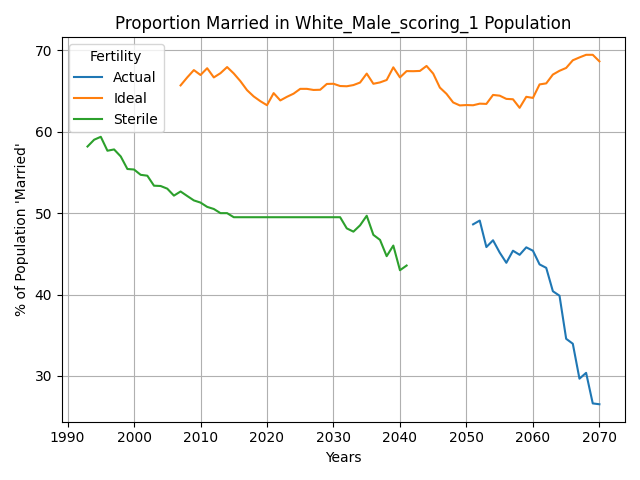 Proportion Married in White_Male_scoring_1 Population
Fertility
Actual
Ideal
Sterile
% of Population 'Married'
70
60
50
40
30
1990 2000 2010 2020 2030 2040 2050 2060 2070
Years